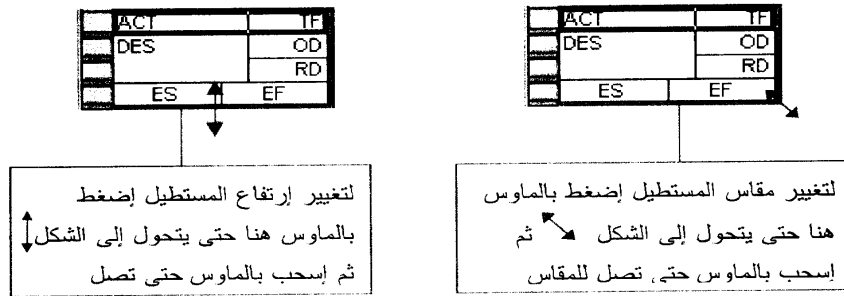 ACT TF
DES OD
RD
ES EF
لتغيير إرتفاع المستطيل إضغط
بالماوس هنا حتى يتحول إلى الشكل
ثم إسحب بالماوس حتى تصل
ACT TF
DES OD
RD
ES EF
لتغيير مقاس المستطيل إضغط بالماوس
هنا حتى يتحول إلى الشكل ثم
إسحب بالماوس حتى تصل للمقاس